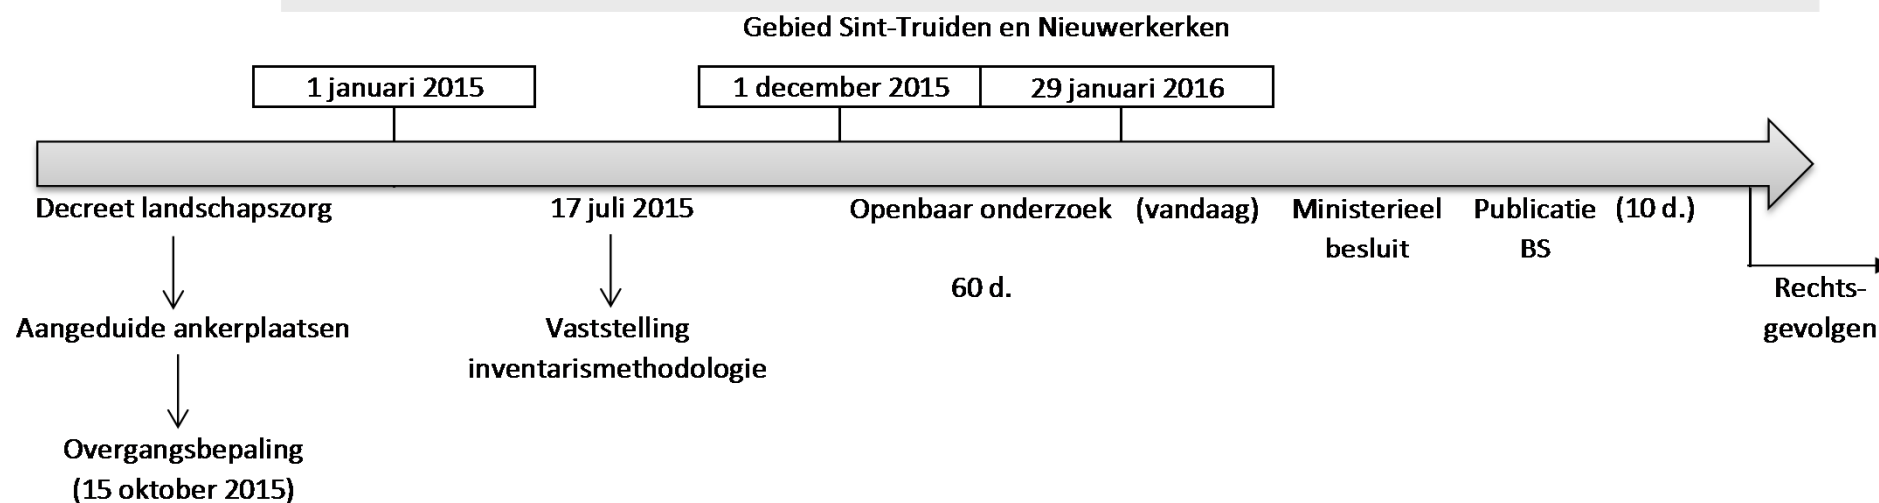 Gebied Sint-Truiden en Nieuwerkerken
1 januari 2015
1 december 2015
29 januari 2016
Decreet landschapszorg
17 juli 2015
Openbaar onderzoek
(vandaag)
Ministerieel
besluit
Publicatie
BS
(10 d.)
60 d.
Rechts-
gevolgen
Aangeduide ankerplaatsen
Vaststelling
inventarismethodologie
Overgangsbepaling
(15 oktober 2015)